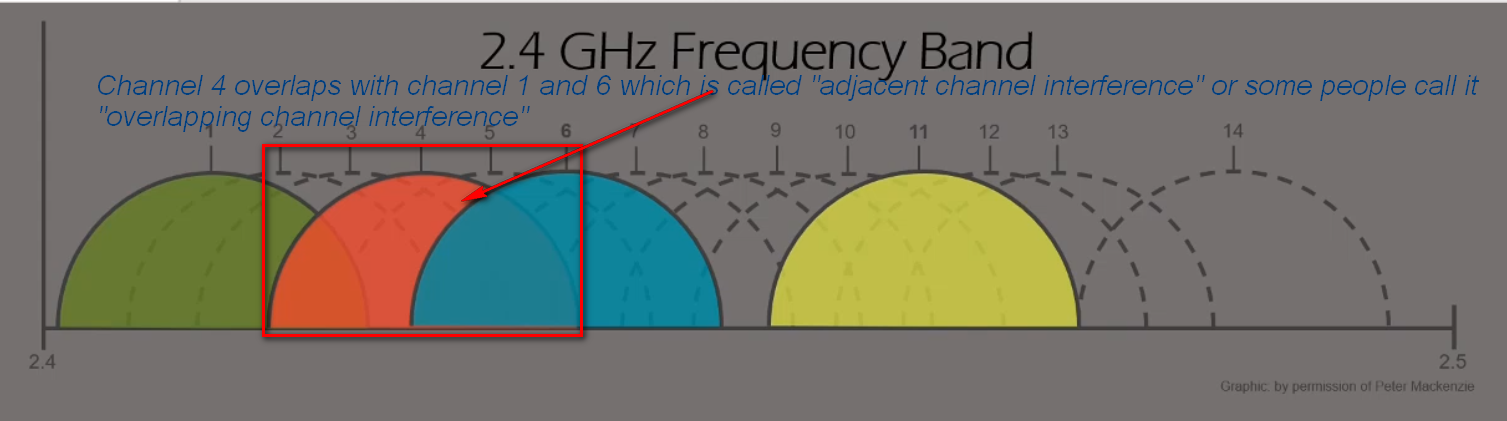 2.4 GHz Frequency Band
Channel 4 overlaps with channel 1 and 6 which is called "adjacent channel interference" or some people call it
"overlapping channel interference"
1 2 3 4 5 6 7 8 9 10 11 12 13 14
2.4 2.5
Graphic: by permission of Peter Mackenzie